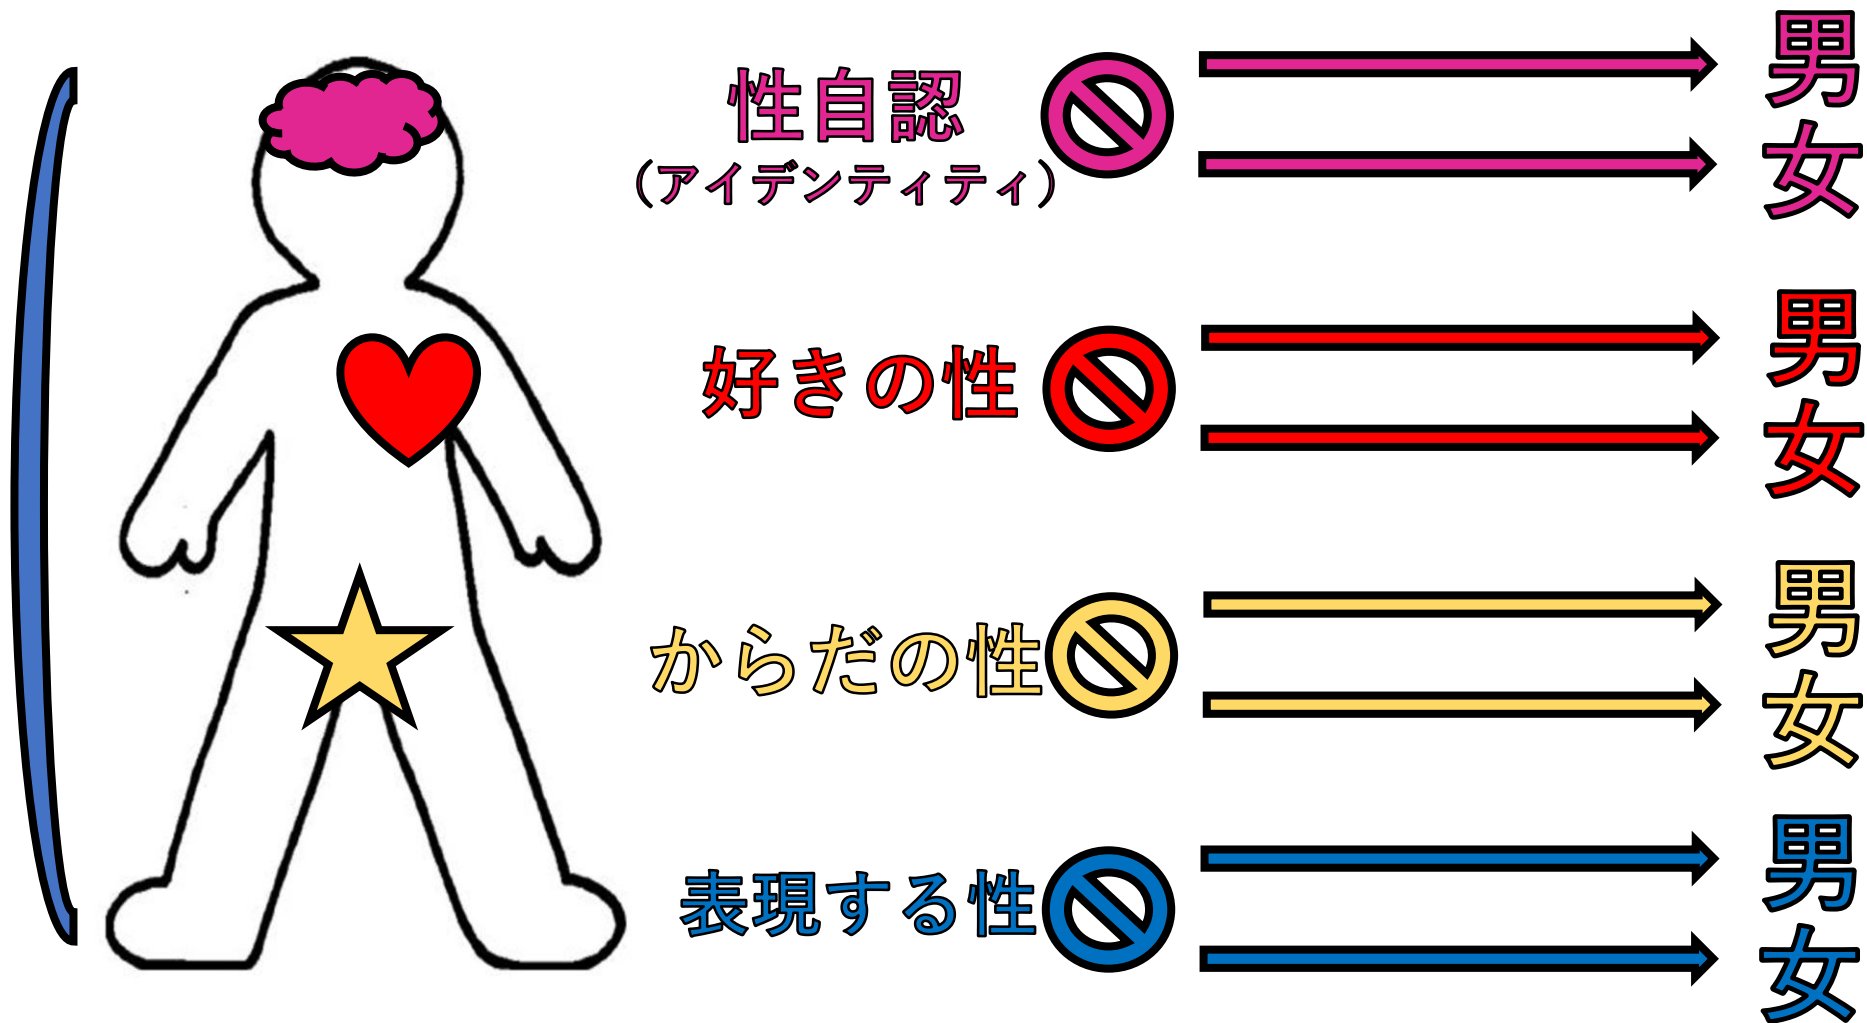 性自認
（アイデンティティ）
男
女
好きの性
男
女
からだの性
男
女
表現する性
男
女